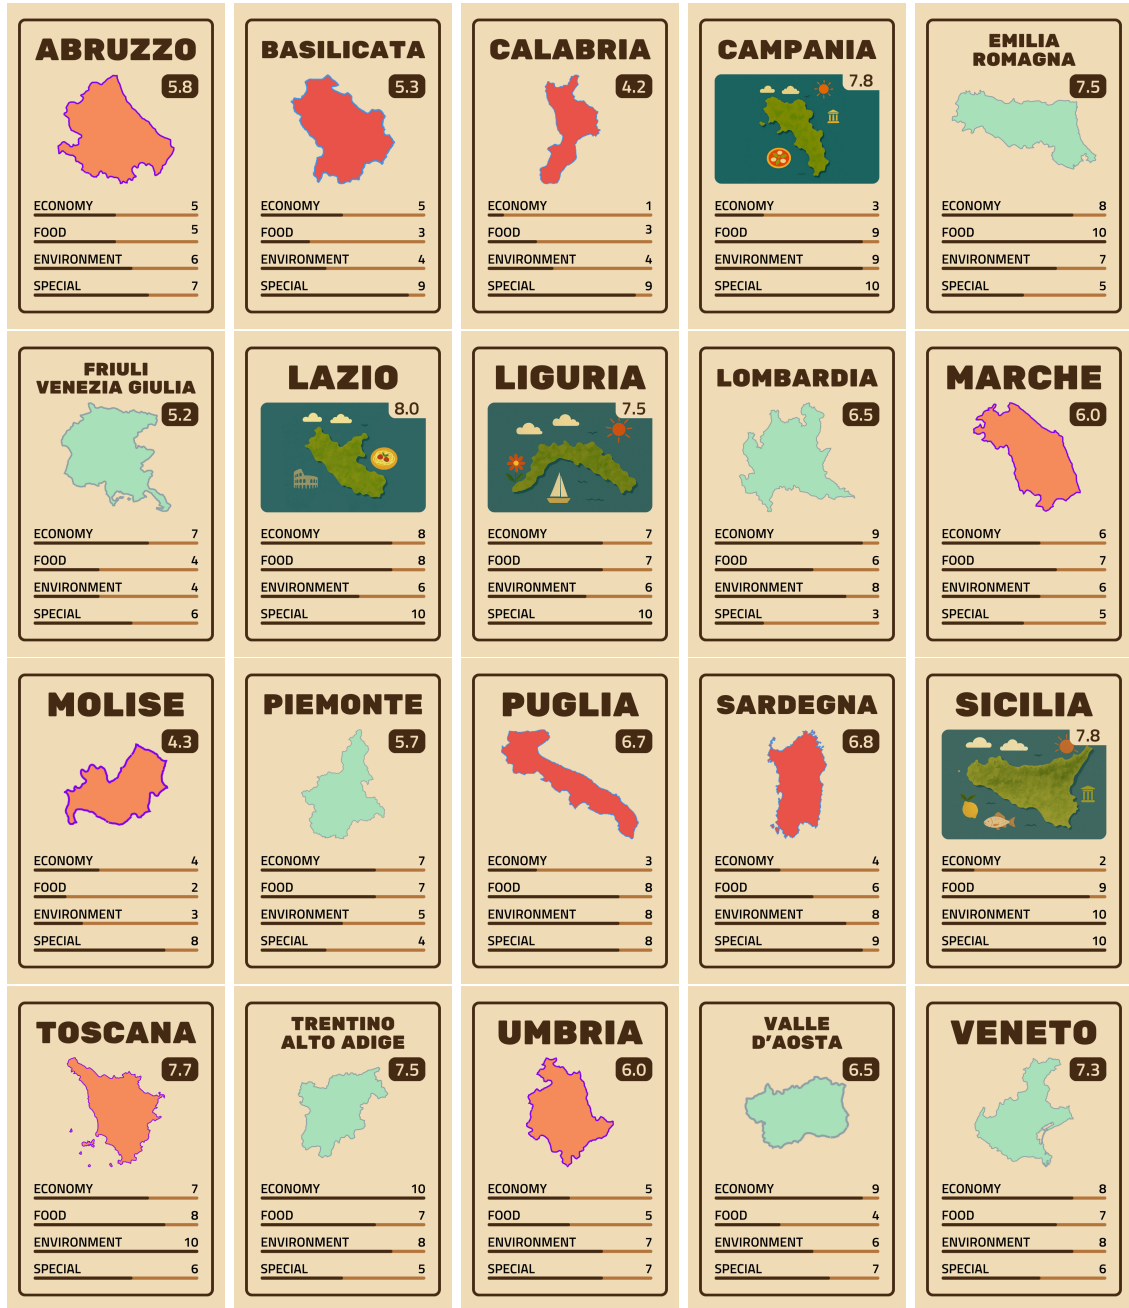 ABRUZZO
5.8
ECONOMY 5
FOOD 5
ENVIRONMENT 6
SPECIAL 7
BASILICATA
5.3
ECONOMY 5
FOOD 3
ENVIRONMENT 4
SPECIAL 9
CALABRIA
4.2
ECONOMY 1
FOOD 3
ENVIRONMENT 4
SPECIAL 9
CAMPANIA
7.8
ECONOMY 3
FOOD 9
ENVIRONMENT 9
SPECIAL 10
EMILIA
ROMAGNA
7.5
ECONOMY 8
FOOD 10
ENVIRONMENT 7
SPECIAL 5
FRIULI
VENEZIA GIULIA
5.2
ECONOMY 7
FOOD 4
ENVIRONMENT 4
SPECIAL 6
LAZIO
8.0
ECONOMY 8
FOOD 8
ENVIRONMENT 6
SPECIAL 10
LIGURIA
7.5
ECONOMY 7
FOOD 7
ENVIRONMENT 6
SPECIAL 10
LOMBARDIA
6.5
ECONOMY 9
FOOD 6
ENVIRONMENT 8
SPECIAL 3
MARCHE
6.0
ECONOMY 6
FOOD 7
ENVIRONMENT 6
SPECIAL 5
MOLISE
4.3
ECONOMY 4
FOOD 2
ENVIRONMENT 3
SPECIAL 8
PIEMONTE
5.7
ECONOMY 7
FOOD 7
ENVIRONMENT 5
SPECIAL 4
PUGLIA
6.7
ECONOMY 3
FOOD 8
ENVIRONMENT 8
SPECIAL 8
SARDEGNA
6.8
ECONOMY 4
FOOD 6
ENVIRONMENT 8
SPECIAL 9
SICILIA
7.8
ECONOMY 2
FOOD 9
ENVIRONMENT 10
SPECIAL 10
TOSCANA
7.7
ECONOMY 7
FOOD 8
ENVIRONMENT 10
SPECIAL 6
TRENTINO
ALTO ADIGE
7.5
ECONOMY 10
FOOD 7
ENVIRONMENT 8
SPECIAL 5
UMBRIA
6.0
ECONOMY 5
FOOD 5
ENVIRONMENT 7
SPECIAL 7
VALLE
D'AOSTA
6.5
ECONOMY 9
FOOD 4
ENVIRONMENT 6
SPECIAL 7
VENETO
7.3
ECONOMY 8
FOOD 7
ENVIRONMENT 8
SPECIAL 6